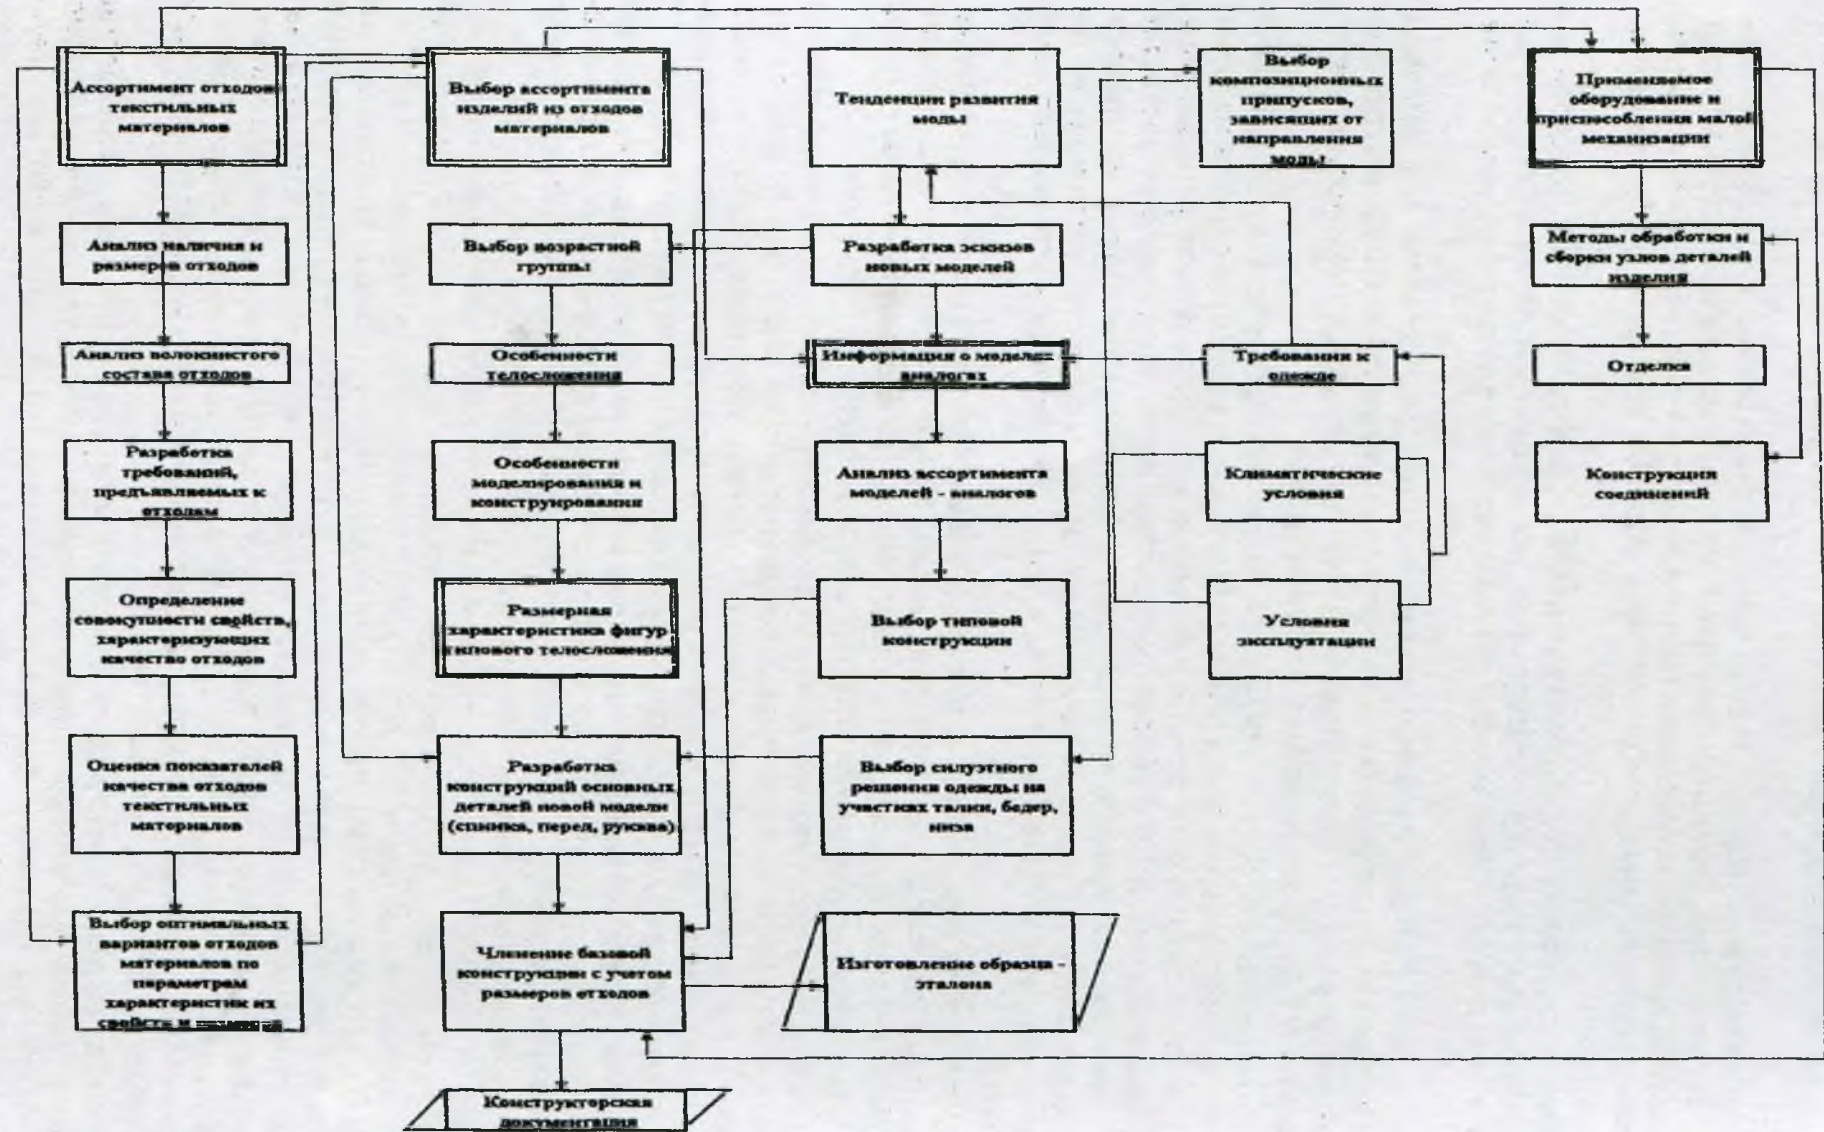 Ассортимент отходов
текстильных
материалов
Анализ наличия и
размеров отходов
Анализ волокнистого
состава отходов
Разработка
требований,
предъявляемых к
отходам
Определение
совокупности свойств,
характеризующих
качество отходов
Оценка показателей
качества отходов
текстильных
материалов
Выбор оптимальных
вариантов отходов
материалов по
параметрам
характеристик их
свойств и
Выбор ассортимента
изделий из отходов
материалов
Выбор возрастной
группы
Особенности
телосложения
Особенности
моделирования и
конструирования
Размерная
характеристика фигур
типового телосложения
Разработка
конструкций основных
деталей новой модели
(спинка, перед, рукава)
Членение базовой
конструкции с учетом
размеров отходов
Конструкторская
документация
Тенденции развития
моды
Разработка эскизов
новых моделей
Информация о моделях
аналогах
Анализ ассортимента
моделей - аналогов
Выбор типовой
конструкции
Выбор силуэтного
решения одежды на
участках талии, бедер,
низа
Изготовление образца -
эталона
Выбор
композиционных
припусков,
зависящих от
направления
моды
Требования к
одежде
Климатические
условия
Условия
эксплуатации
Применяемое
оборудование и
приспособления малой
механизации
Методы обработки и
сборки узлов деталей
изделия
Отделка
Конструкция
соединений